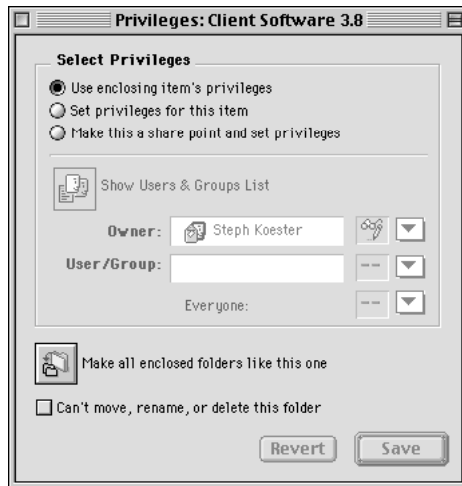 Privileges: Client Software 3.8
Select Privileges
Use enclosing item's privileges
Set privileges for this item
Make this a share point and set privileges
Show Users & Groups List
Owner: Steph Koester
User/Group: --
Everyone: --
Make all enclosed folders like this one
Can't move, rename, or delete this folder
Revert Save